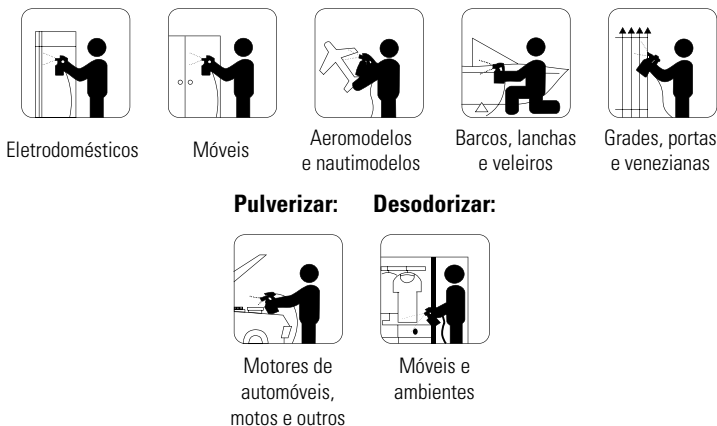 Eletrodomésticos
Móveis
Aeromodelos
e nautimodelos
Barcos, lanchas
e veleiros
Grades, portas
e venezianas
Pulverizar:
Desodorizar:
Motores de
automóveis,
motos e outros
Móveis e
ambientes